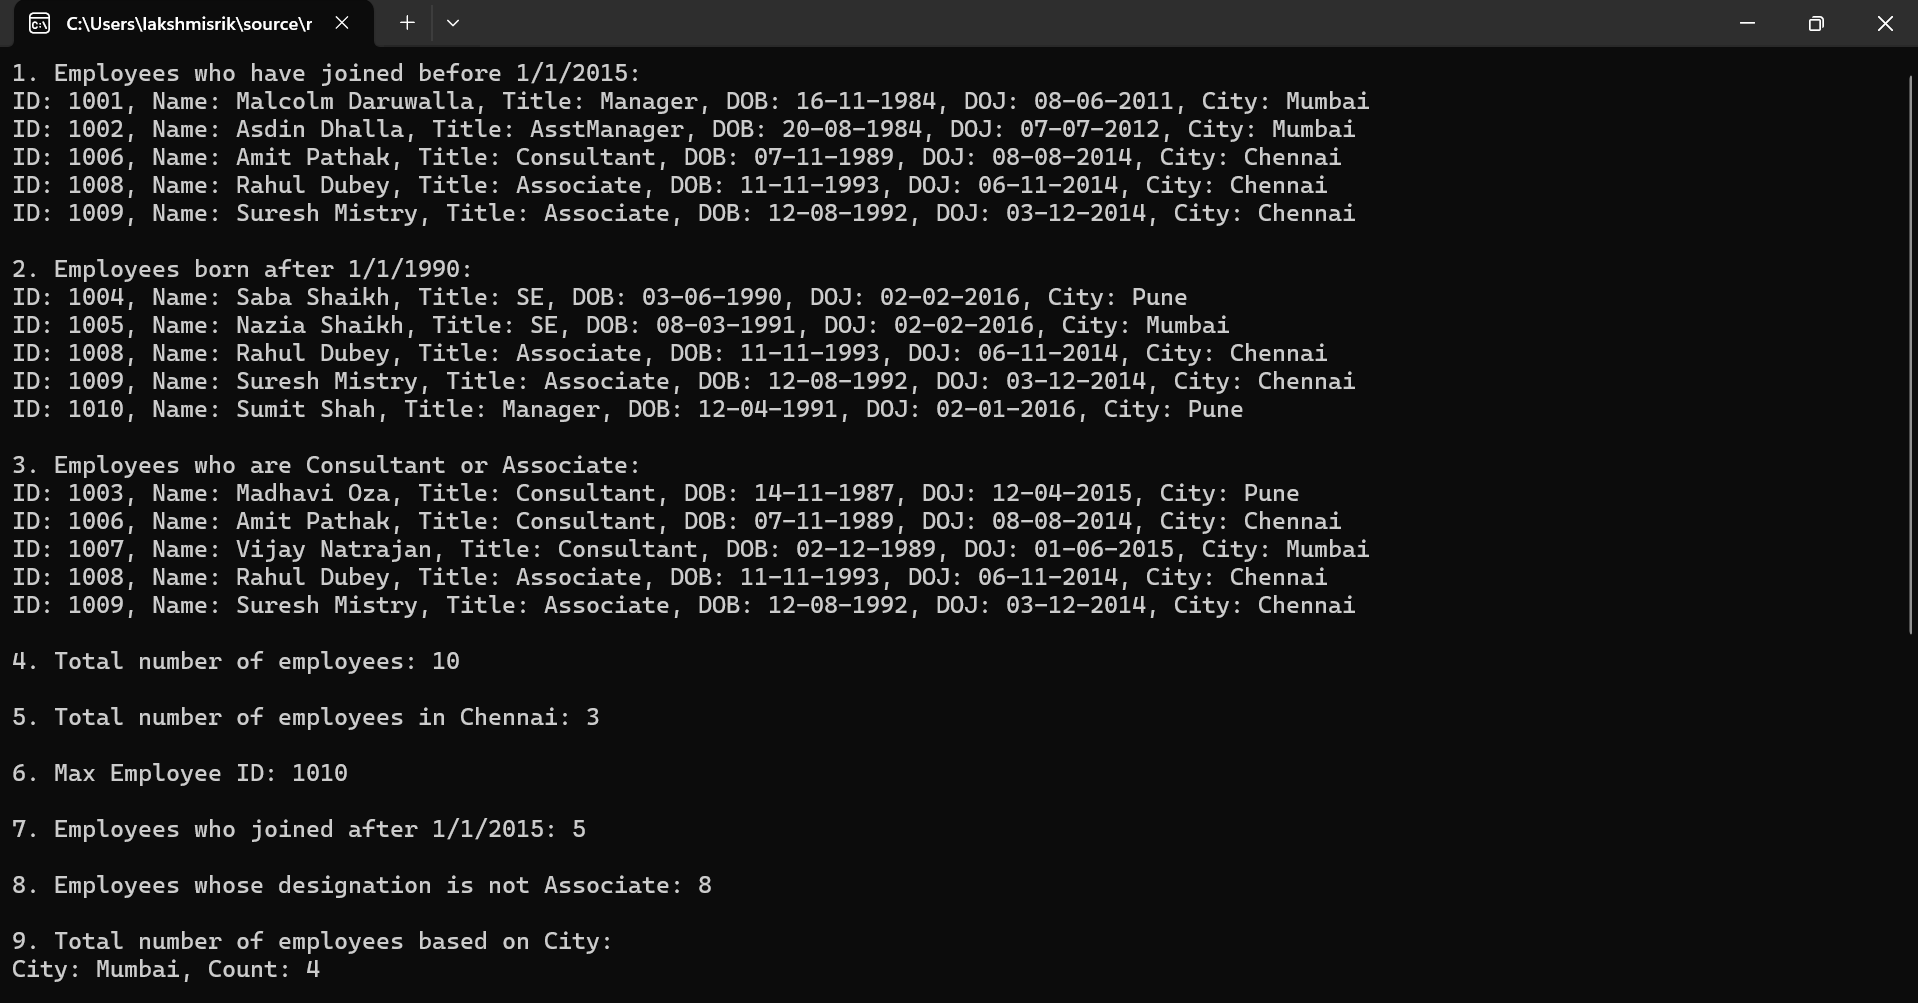 C:\Users\lakshmisrik\source\r
1. Employees who have joined before 1/1/2015:
ID: 1001, Name: Malcolm Daruwalla, Title: Manager, DOB: 16-11-1984, DOJ: 08-06-2011, City: Mumbai
ID: 1002, Name: Asdin Dhalla, Title: AsstManager, DOB: 20-08-1984, DOJ: 07-07-2012, City: Mumbai
ID: 1006, Name: Amit Pathak, Title: Consultant, DOB: 07-11-1989, DOJ: 08-08-2014, City: Chennai
ID: 1008, Name: Rahul Dubey, Title: Associate, DOB: 11-11-1993, DOJ: 06-11-2014, City: Chennai
ID: 1009, Name: Suresh Mistry, Title: Associate, DOB: 12-08-1992, DOJ: 03-12-2014, City: Chennai
2. Employees born after 1/1/1990:
ID: 1004, Name: Saba Shaikh, Title: SE, DOB: 03-06-1990, DOJ: 02-02-2016, City: Pune
ID: 1005, Name: Nazia Shaikh, Title: SE, DOB: 08-03-1991, DOJ: 02-02-2016, City: Mumbai
ID: 1008, Name: Rahul Dubey, Title: Associate, DOB: 11-11-1993, DOJ: 06-11-2014, City: Chennai
ID: 1009, Name: Suresh Mistry, Title: Associate, DOB: 12-08-1992, DOJ: 03-12-2014, City: Chennai
ID: 1010, Name: Sumit Shah, Title: Manager, DOB: 12-04-1991, DOJ: 02-01-2016, City: Pune
3. Employees who are Consultant or Associate:
ID: 1003, Name: Madhavi Oza, Title: Consultant, DOB: 14-11-1987, DOJ: 12-04-2015, City: Pune
ID: 1006, Name: Amit Pathak, Title: Consultant, DOB: 07-11-1989, DOJ: 08-08-2014, City: Chennai
ID: 1007, Name: Vijay Natrajan, Title: Consultant, DOB: 02-12-1989, DOJ: 01-06-2015, City: Mumbai
ID: 1008, Name: Rahul Dubey, Title: Associate, DOB: 11-11-1993, DOJ: 06-11-2014, City: Chennai
ID: 1009, Name: Suresh Mistry, Title: Associate, DOB: 12-08-1992, DOJ: 03-12-2014, City: Chennai
4. Total number of employees: 10
5. Total number of employees in Chennai: 3
6. Max Employee ID: 1010
7. Employees who joined after 1/1/2015: 5
8. Employees whose designation is not Associate: 8
9. Total number of employees based on City:
City: Mumbai, Count: 4